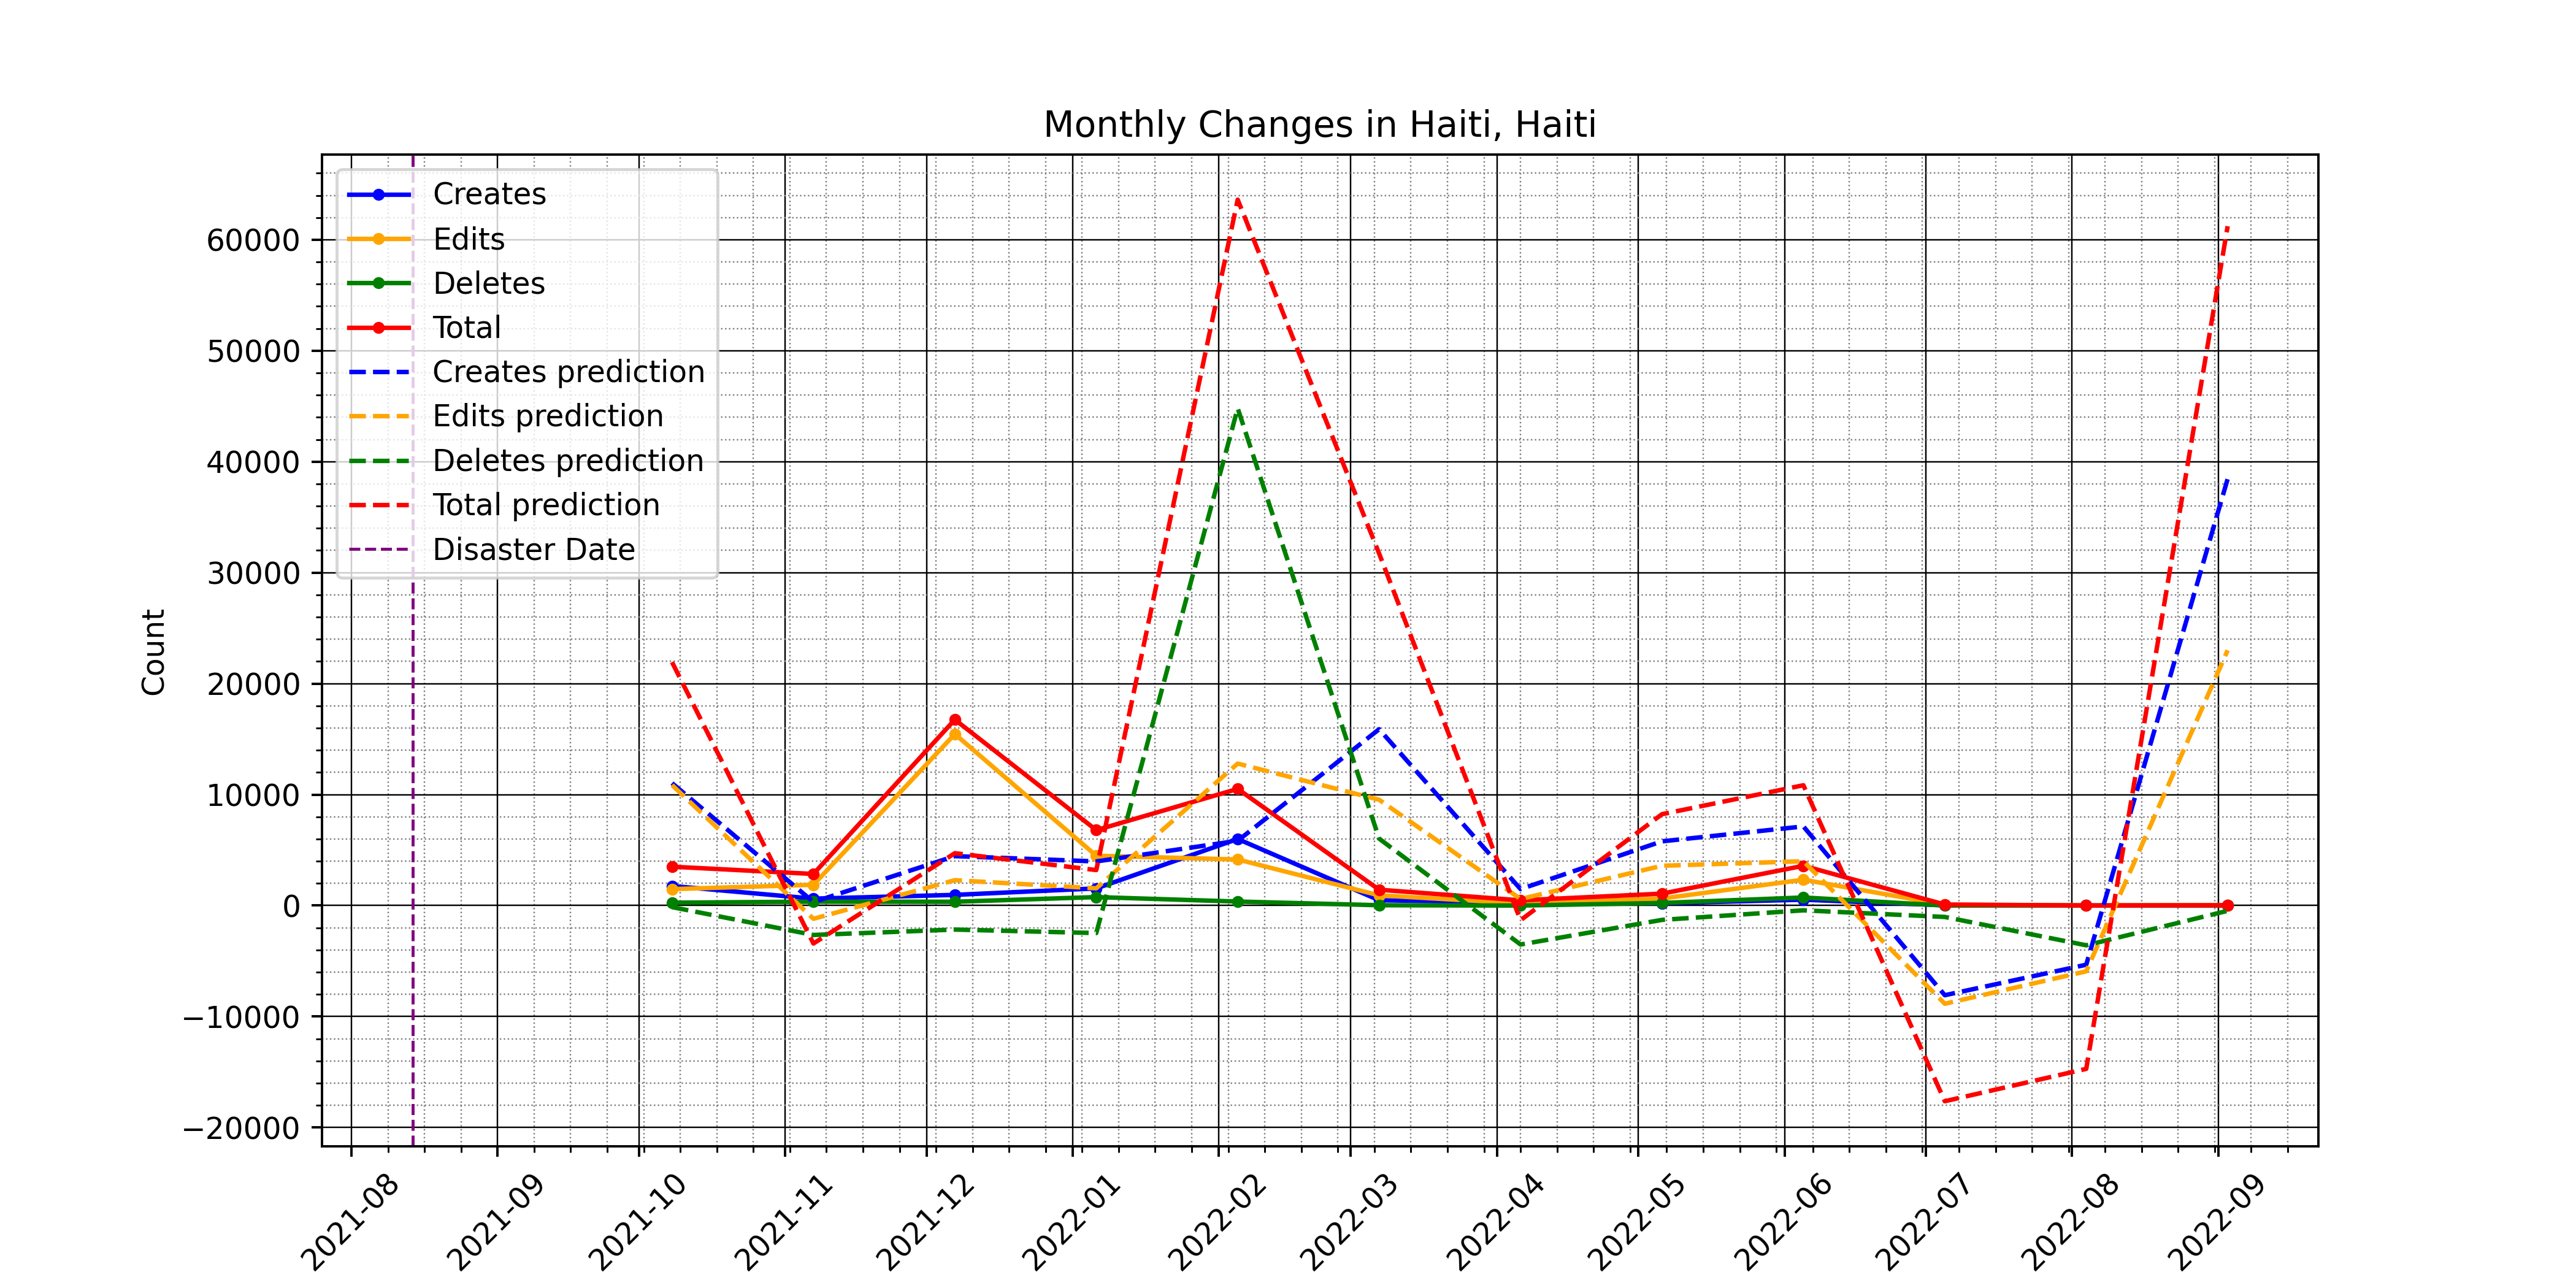 Monthly Changes in Haiti, Haiti
Creates
Edits
Deletes
Total
Creates prediction
Edits prediction
Deletes prediction
Total prediction
Disaster Date
Count
60000
50000
40000
30000
20000
10000
0
−10000
−20000
2021-08
2021-09
2021-10
2021-11
2021-12
2022-01
2022-02
2022-03
2022-04
2022-05
2022-06
2022-07
2022-08
2022-09